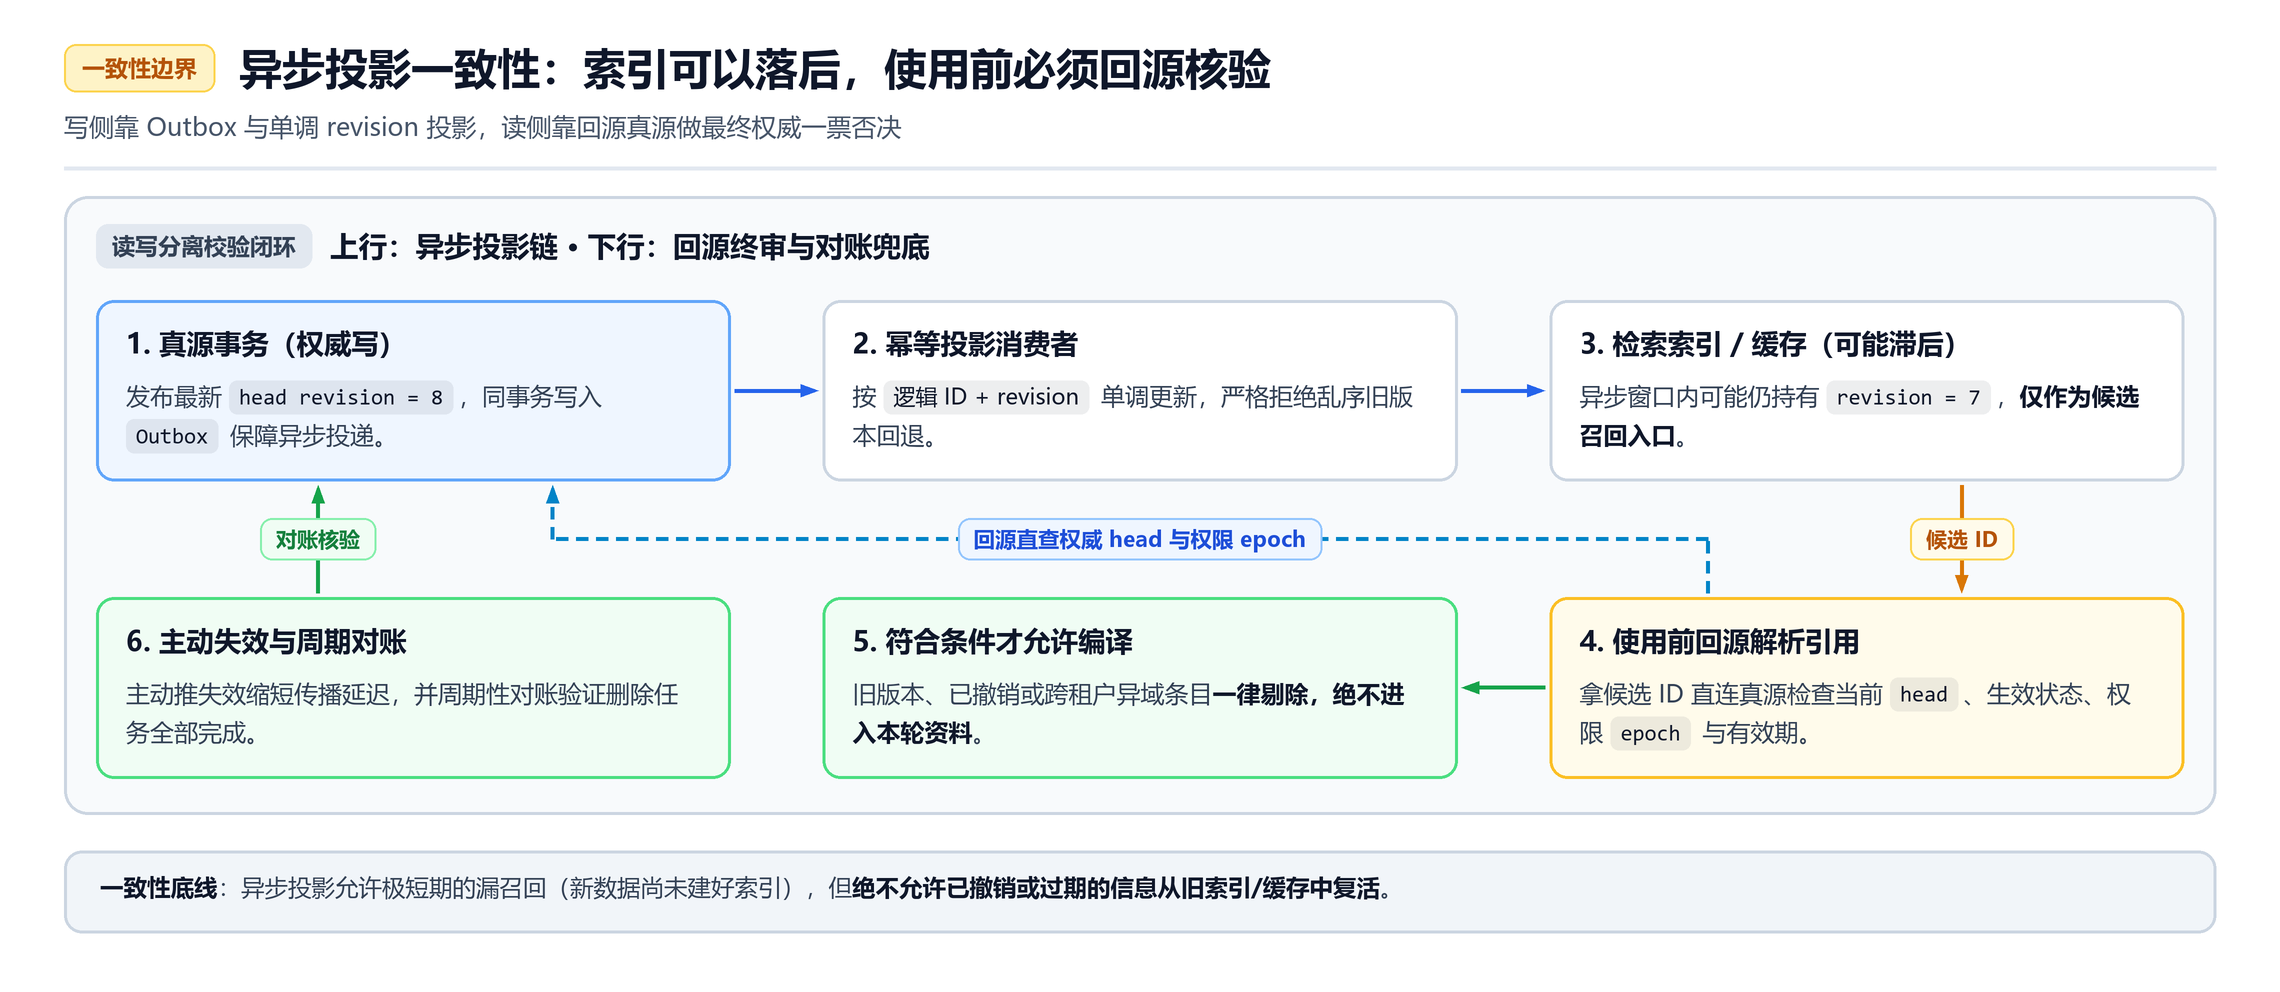 一致性边界
异步投影一致性：索引可以落后，使用前必须回源核验
写侧靠 Outbox 与单调 revision 投影，读侧靠回源真源做最终权威一票否决
读写分离校验闭环
上行：异步投影链 • 下行：回源终审与对账兜底
1. 真源事务（权威写）
发布最新 head revision = 8 ，同事务写入
Outbox 保障异步投递。
2. 幂等投影消费者
按 逻辑 ID + revision 单调更新，严格拒绝乱序旧版
本回退。
3. 检索索引 / 缓存（可能滞后）
异步窗口内可能仍持有 revision = 7 ，仅作为候选
召回入口。
对账核验
回源直查权威 head 与权限 epoch
候选 ID
6. 主动失效与周期对账
主动推失效缩短传播延迟，并周期性对账验证删除任
务全部完成。
5. 符合条件才允许编译
旧版本、已撤销或跨租户异域条目一律剔除，绝不进
入本轮资料。
4. 使用前回源解析引用
拿候选 ID 直连真源检查当前 head 、生效状态、权
限 epoch 与有效期。
一致性底线：异步投影允许极短期的漏召回（新数据尚未建好索引），但绝不允许已撤销或过期的信息从旧索引/缓存中复活。